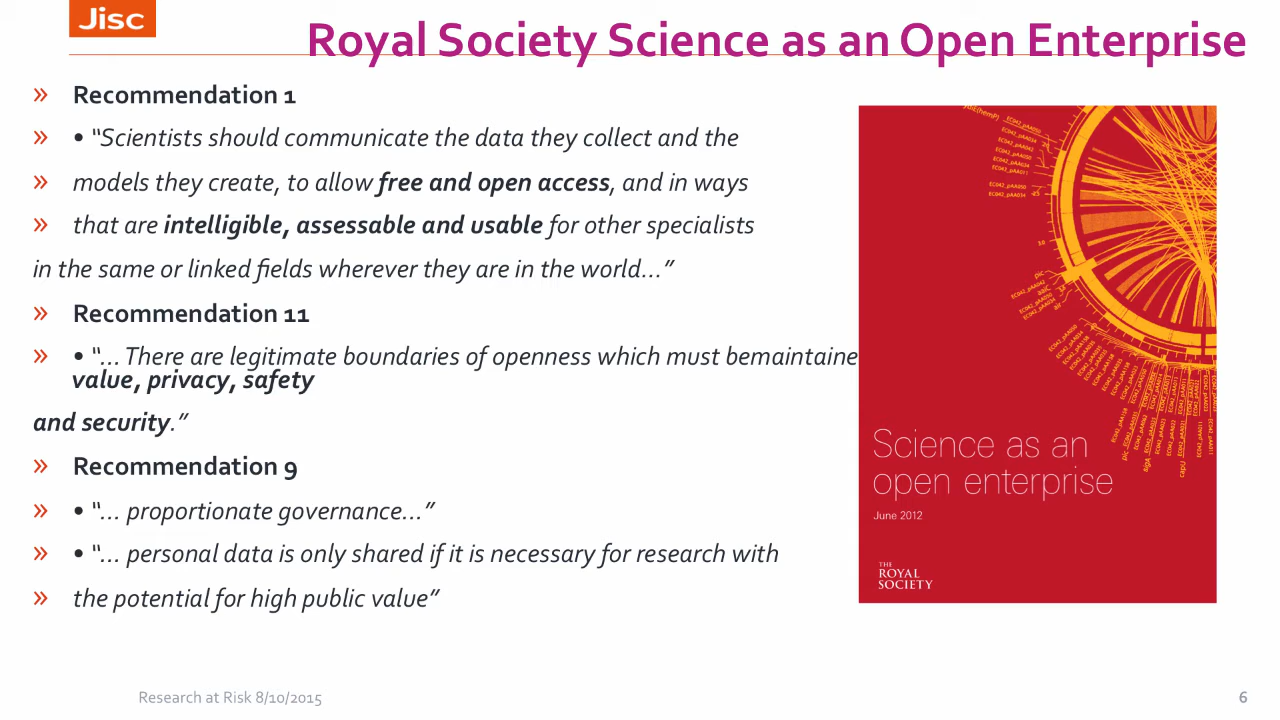 Jisc
Royal Society Science as an Open Enterprise
» Recommendation 1
» • “Scientists should communicate the data they collect and the
» models they create, to allow free and open access, and in ways
» that are intelligible, assessable and usable for other specialists
in the same or linked fields wherever they are in the world...”
» Recommendation 11
» • “... There are legitimate boundaries of openness which must bemaintaine
value, privacy, safety
and security.”
» Recommendation 9
» • “... proportionate governance...”
» • “... personal data is only shared if it is necessary for research with
» the potential for high public value”
Science as an
open enterprise
June 2012
THE
ROYAL
SOCIETY
Research at Risk 8/10/2015
6